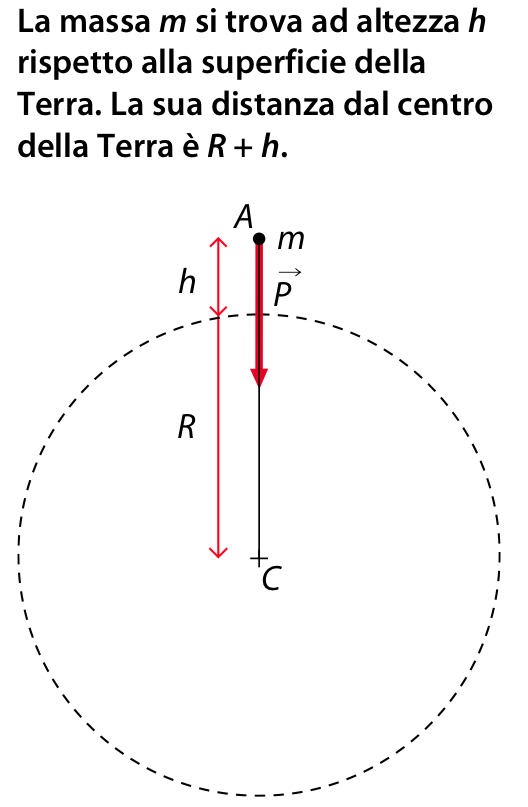 La massa m si trova ad altezza h
rispetto alla superficie della
Terra. La sua distanza dal centro
della Terra è R + h.
A
m
h
P⃗
R
C